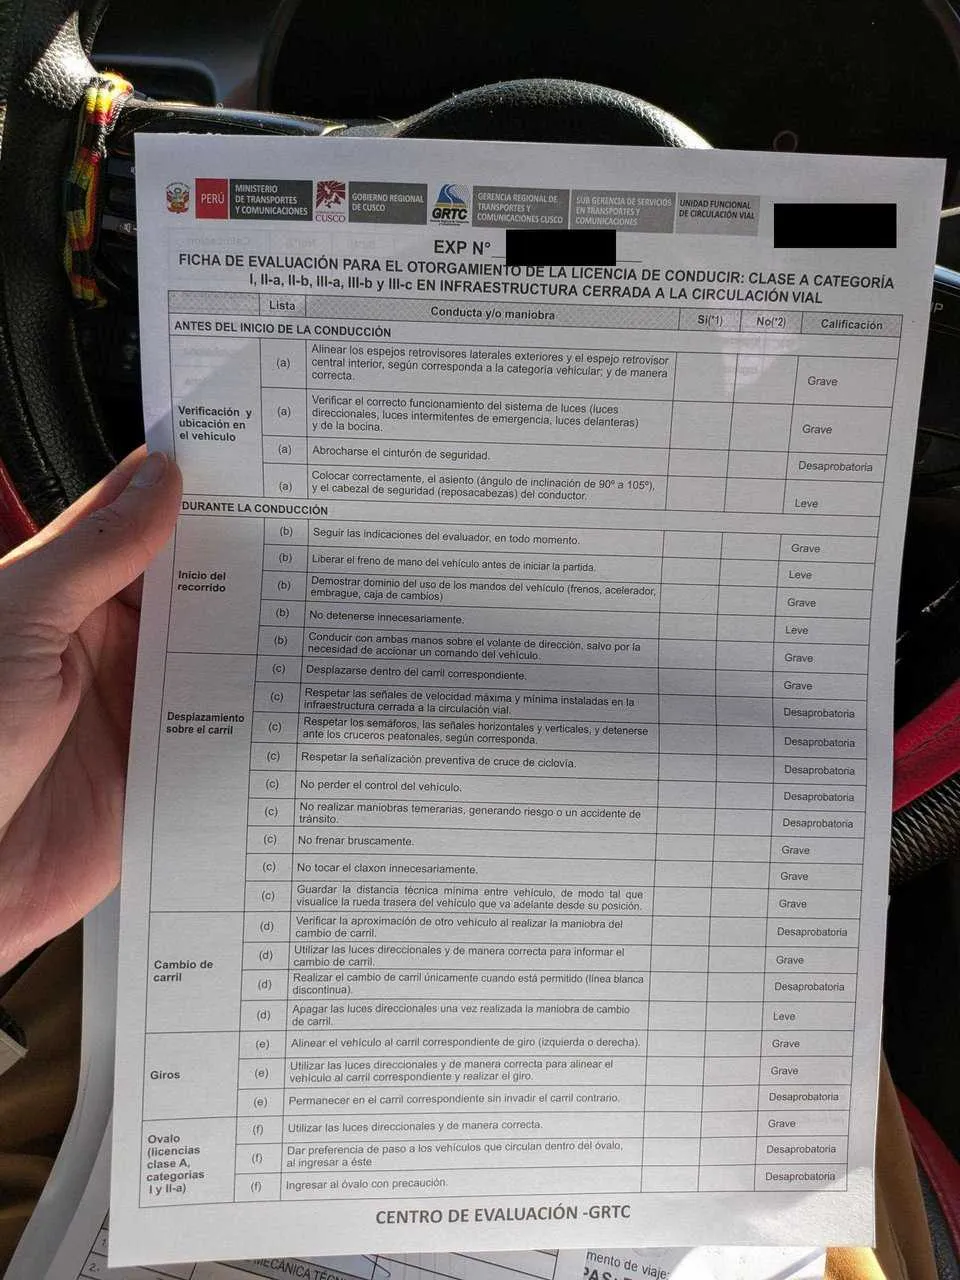 PERÚ
MINISTERIO
DE TRANSPORTES
Y COMUNICACIONES
CUSCO
GOBIERNO REGIONAL
DE CUSCO
GRTC
GERENCIA REGIONAL DE
TRANSPORTES Y
COMUNICACIONES CUSCO
SUB GERENCIA DE SERVICIOS
EN TRANSPORTES Y
COMUNICACIONES
UNIDAD FUNCIONAL
DE CIRCULACIÓN VIAL
EXP N°
FICHA DE EVALUACIÓN PARA EL OTORGAMIENTO DE LA LICENCIA DE CONDUCIR: CLASE A CATEGORÍA
I, II-a, II-b, III-a, III-b y III-c EN INFRAESTRUCTURA CERRADA A LA CIRCULACIÓN VIAL
Lista Conducta y/o maniobra Si(*1) No(*2) Calificación
ANTES DEL INICIO DE LA CONDUCCIÓN
Verificación y
ubicación en
el vehículo
(a) Alinear los espejos retrovisores laterales exteriores y el espejo retrovisor
central interior, según corresponda a la categoría vehicular; y de manera
correcta. Grave
(a) Verificar el correcto funcionamiento del sistema de luces (luces
direccionales, luces intermitentes de emergencia, luces delanteras)
y de la bocina. Grave
(a) Abrocharse el cinturón de seguridad. Desaprobatoria
(a) Colocar correctamente, el asiento (ángulo de inclinación de 90º a 105º),
y el cabezal de seguridad (reposacabezas) del conductor. Leve
DURANTE LA CONDUCCIÓN
Inicio del
recorrido
(b) Seguir las indicaciones del evaluador, en todo momento. Grave
(b) Liberar el freno de mano del vehículo antes de iniciar la partida. Leve
(b) Demostrar dominio del uso de los mandos del vehículo (frenos, acelerador,
embrague, caja de cambios) Grave
(b) No detenerse innecesariamente. Leve
(b) Conducir con ambas manos sobre el volante de dirección, salvo por la
necesidad de accionar un comando del vehículo. Grave
Desplazamiento
sobre el carril
(c) Desplazarse dentro del carril correspondiente. Grave
(c) Respetar las señales de velocidad máxima y mínima instaladas en la
infraestructura cerrada a la circulación vial. Desaprobatoria
(c) Respetar los semáforos, las señales horizontales y verticales, y detenerse
ante los cruceros peatonales, según corresponda. Desaprobatoria
(c) Respetar la señalización preventiva de cruce de ciclovía. Desaprobatoria
(c) No perder el control del vehículo. Desaprobatoria
(c) No realizar maniobras temerarias, generando riesgo o un accidente de
tránsito. Desaprobatoria
(c) No frenar bruscamente. Grave
(c) No tocar el claxon innecesariamente. Grave
(c) Guardar la distancia técnica mínima entre vehículo, de modo tal que
visualice la rueda trasera del vehículo que va adelante desde su posición. Grave
Cambio de
carril
(d) Verificar la aproximación de otro vehículo al realizar la maniobra del
cambio de carril. Desaprobatoria
(d) Utilizar las luces direccionales y de manera correcta para informar el
cambio de carril. Grave
(d) Realizar el cambio de carril únicamente cuando está permitido (línea blanca
discontinua). Desaprobatoria
(d) Apagar las luces direccionales una vez realizada la maniobra de cambio
de carril. Leve
Giros
(e) Alinear el vehículo al carril correspondiente de giro (izquierda o derecha). Grave
(e) Utilizar las luces direccionales y de manera correcta para alinear el
vehículo al carril correspondiente y realizar el giro. Grave
(e) Permanecer en el carril correspondiente sin invadir el carril contrario. Desaprobatoria
Ovalo
(licencias
clase A,
categorias
I y II-a)
(f) Utilizar las luces direccionales y de manera correcta. Grave
(f) Dar preferencia de paso a los vehículos que circulan dentro del óvalo,
al ingresar a éste Desaprobatoria
(f) Ingresar al óvalo con precaución. Desaprobatoria
CENTRO DE EVALUACIÓN -GRTC
1.
2.
MECÁNICA
mento de viaje: